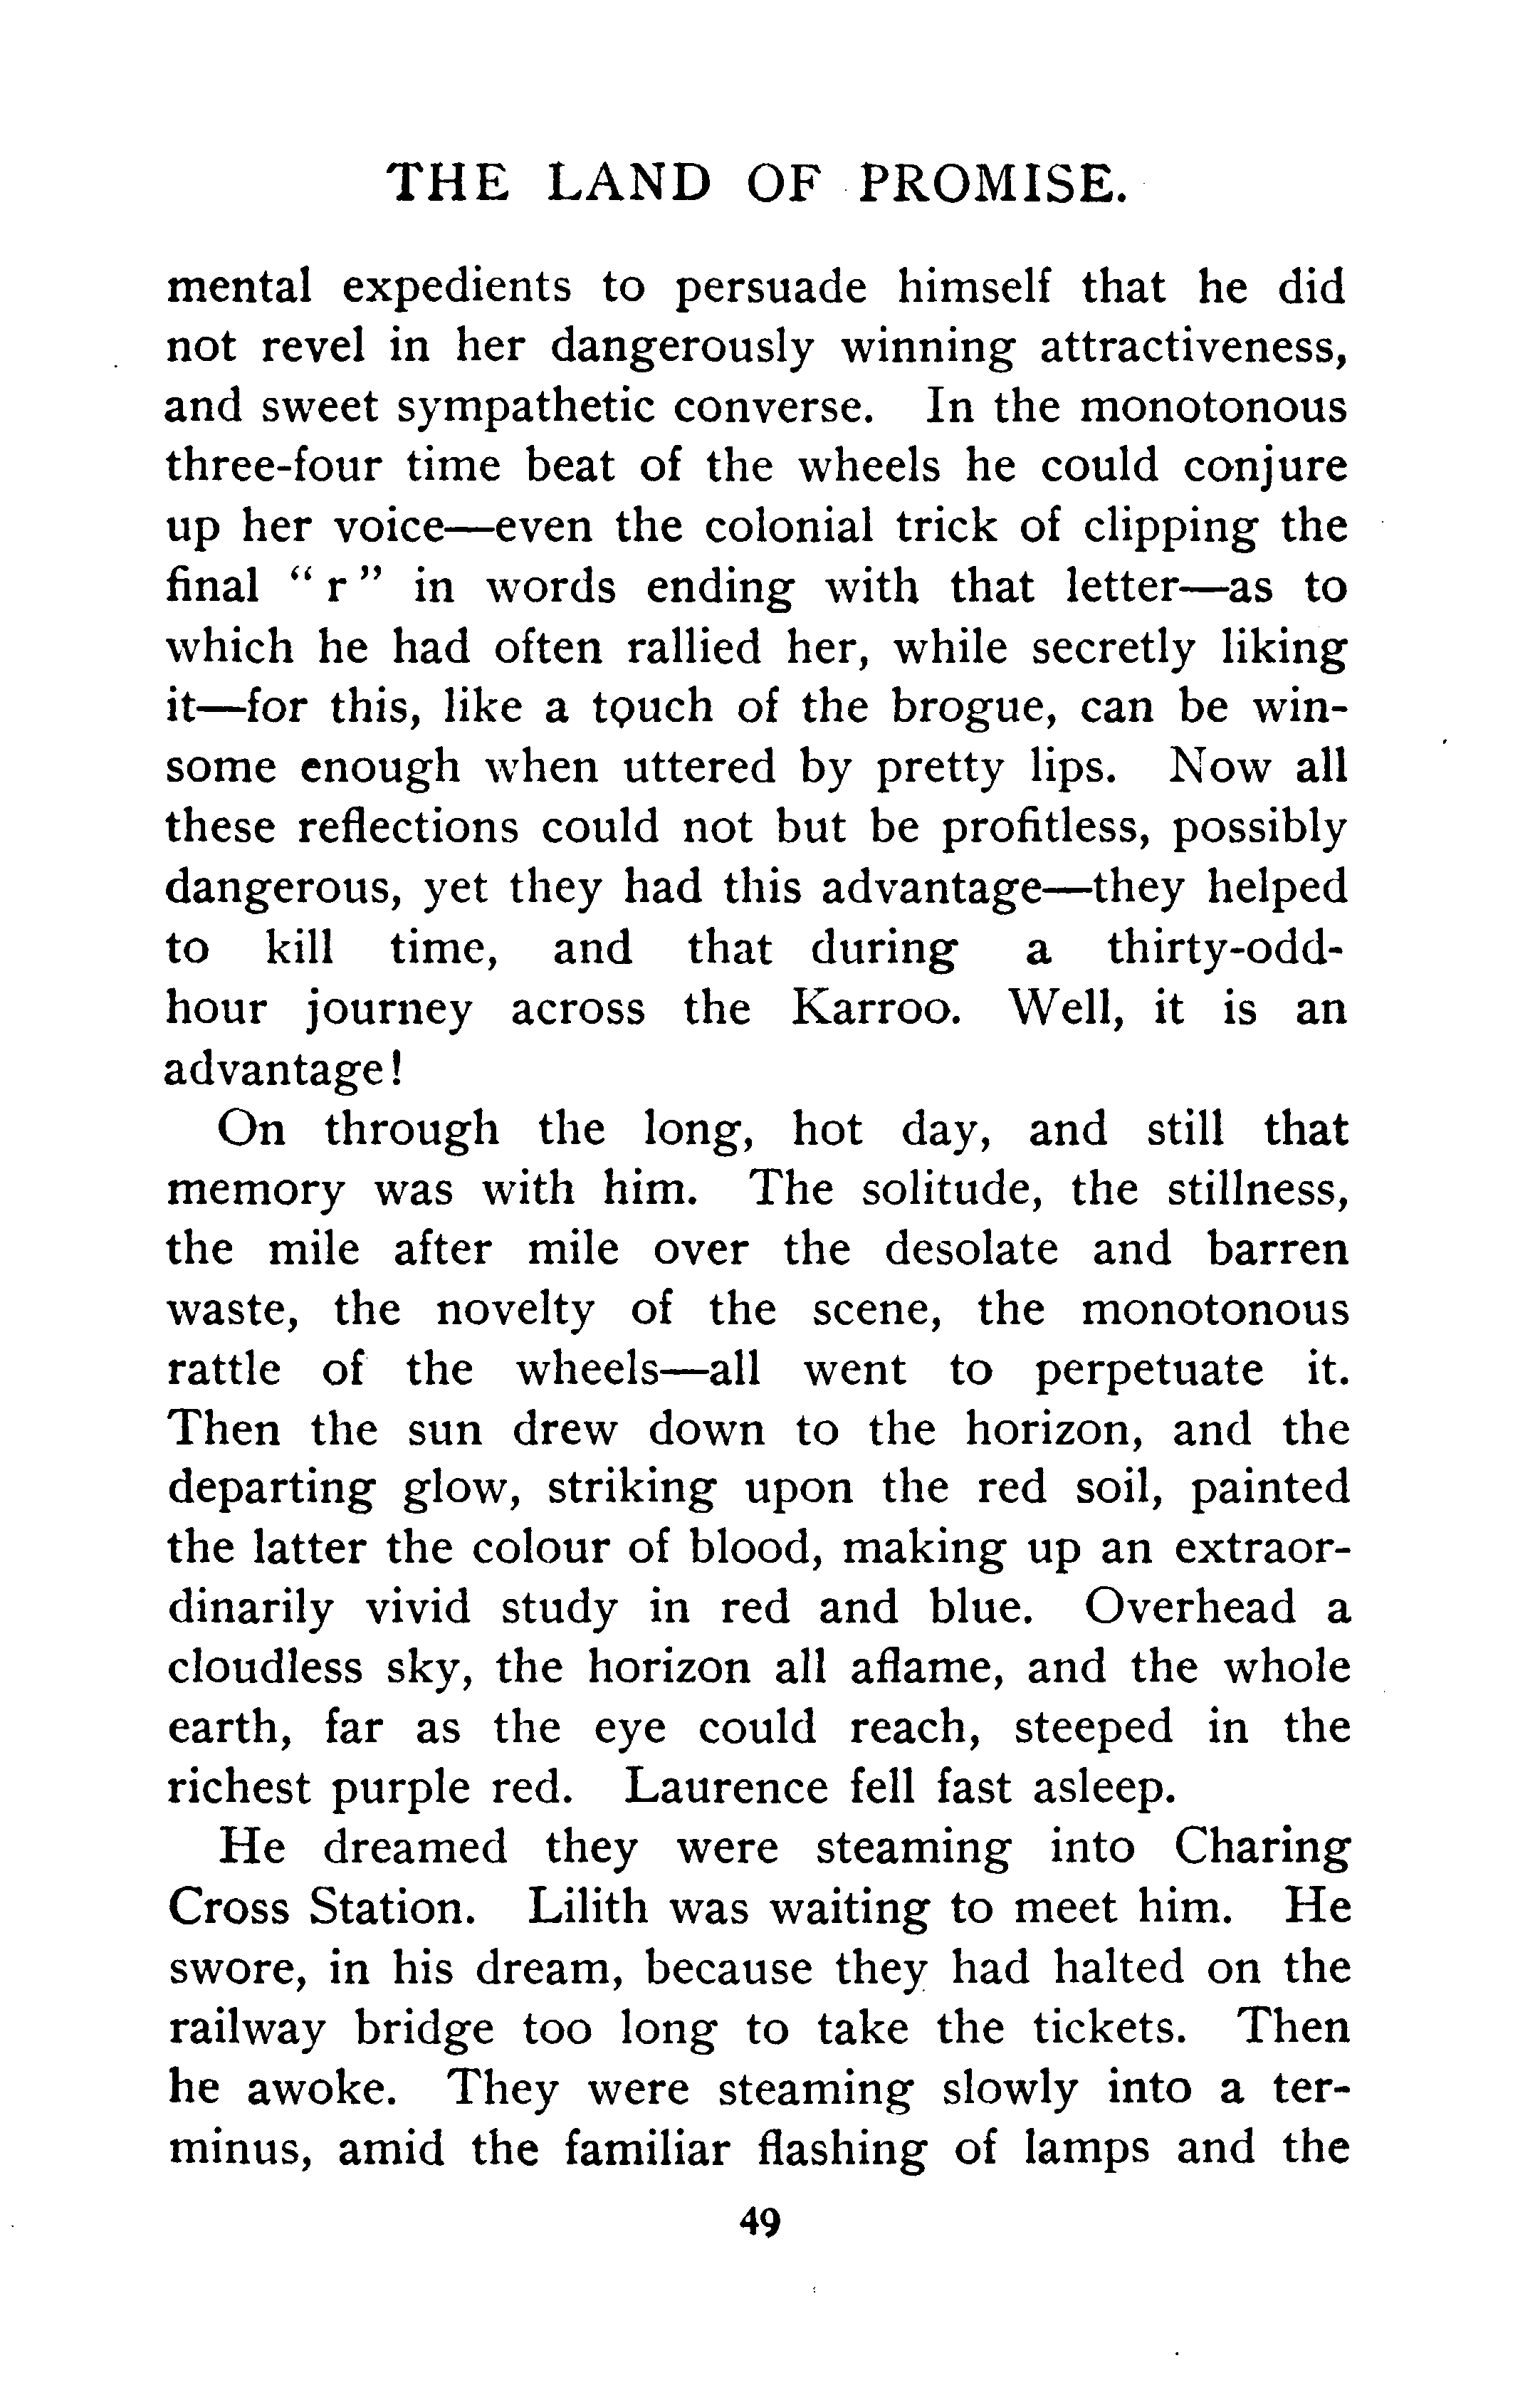 THE LAND OF PROMISE.
mental expedients to persuade himself that he did
not revel in her dangerously winning attractiveness,
and sweet sympathetic converse. In the monotonous
three-four time beat of the wheels he could conjure
up her voice—even the colonial trick of clipping the
final “ r ” in words ending with that letter—as to
which he had often rallied her, while secretly liking
it—for this, like a touch of the brogue, can be win-
some enough when uttered by pretty lips. Now all
these reflections could not but be profitless, possibly
dangerous, yet they had this advantage—they helped
to kill time, and that during a thirty-odd-
hour journey across the Karroo. Well, it is an
advantage!
On through the long, hot day, and still that
memory was with him. The solitude, the stillness,
the mile after mile over the desolate and barren
waste, the novelty of the scene, the monotonous
rattle of the wheels—all went to perpetuate it.
Then the sun drew down to the horizon, and the
departing glow, striking upon the red soil, painted
the latter the colour of blood, making up an extraor-
dinarily vivid study in red and blue. Overhead a
cloudless sky, the horizon all aflame, and the whole
earth, far as the eye could reach, steeped in the
richest purple red. Laurence fell fast asleep.
He dreamed they were steaming into Charing
Cross Station. Lilith was waiting to meet him. He
swore, in his dream, because they had halted on the
railway bridge too long to take the tickets. Then
he awoke. They were steaming slowly into a ter-
minus, amid the familiar flashing of lamps and the
49